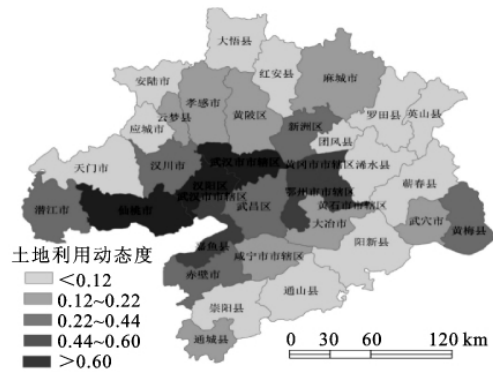 大悟县
安陆市
红安县
麻城市
孝感市
云梦县
黄陂区
罗田县
英山县
应城市
新洲区
团风县
天门市
汉川市
武汉市市辖区
黄冈市市辖区
浠水县
汉阳区
武汉市市辖区
鄂州市市辖区
蕲春县
潜江市
仙桃市
武昌区
黄石市市辖区
大冶市
武穴市
黄梅县
嘉鱼县
阳新县
土地利用动态度
咸宁市市辖区
赤壁市
<0.12
0.12~0.22
0.22~0.44
0.44~0.60
>0.60
通山县
崇阳县
通城县
0 30 60 120 km